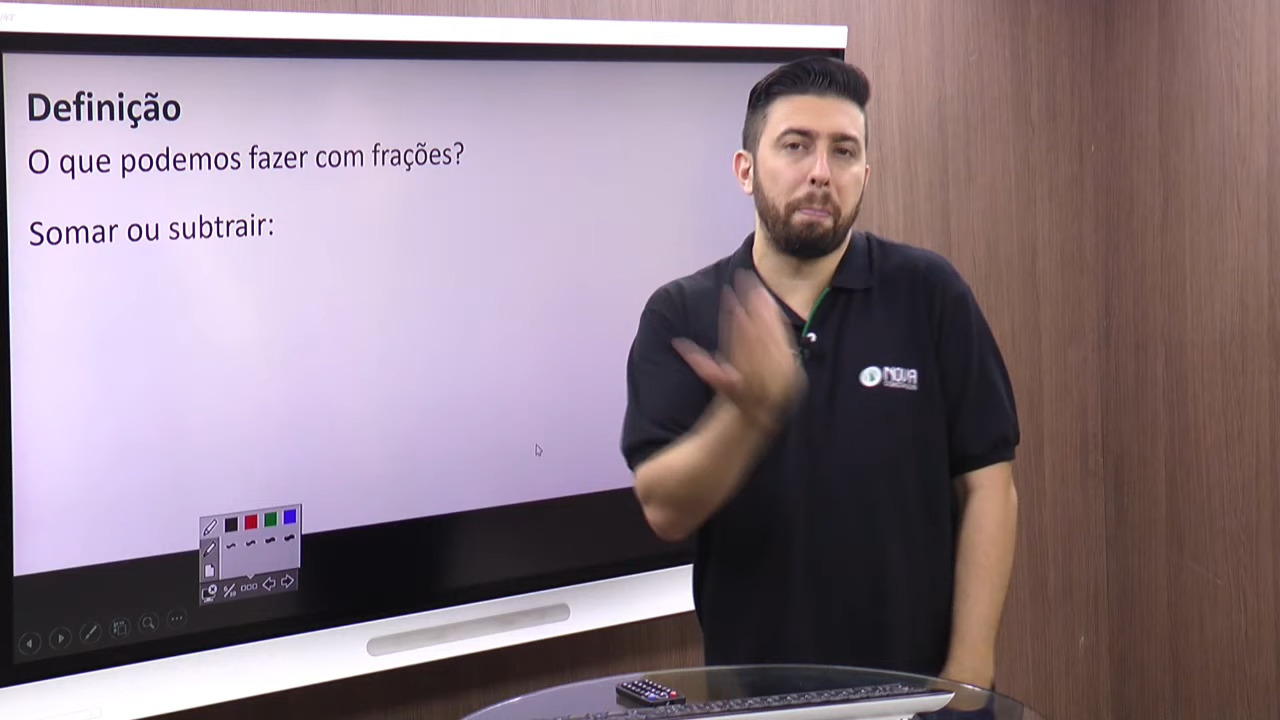 Definição
O que podemos fazer com frações?
Somar ou subtrair:
NOVA